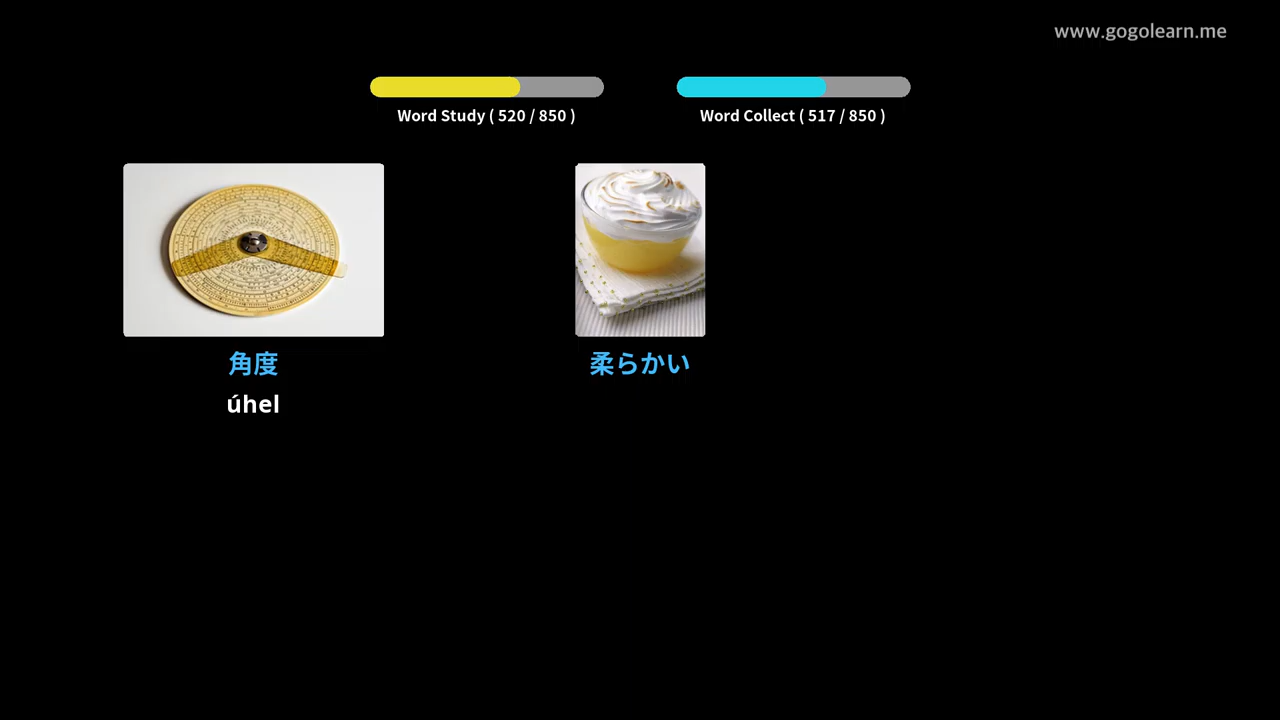 www.gogolearn.me
Word Study ( 520 / 850 )
Word Collect ( 517 / 850 )
角度
úhel
柔らかい